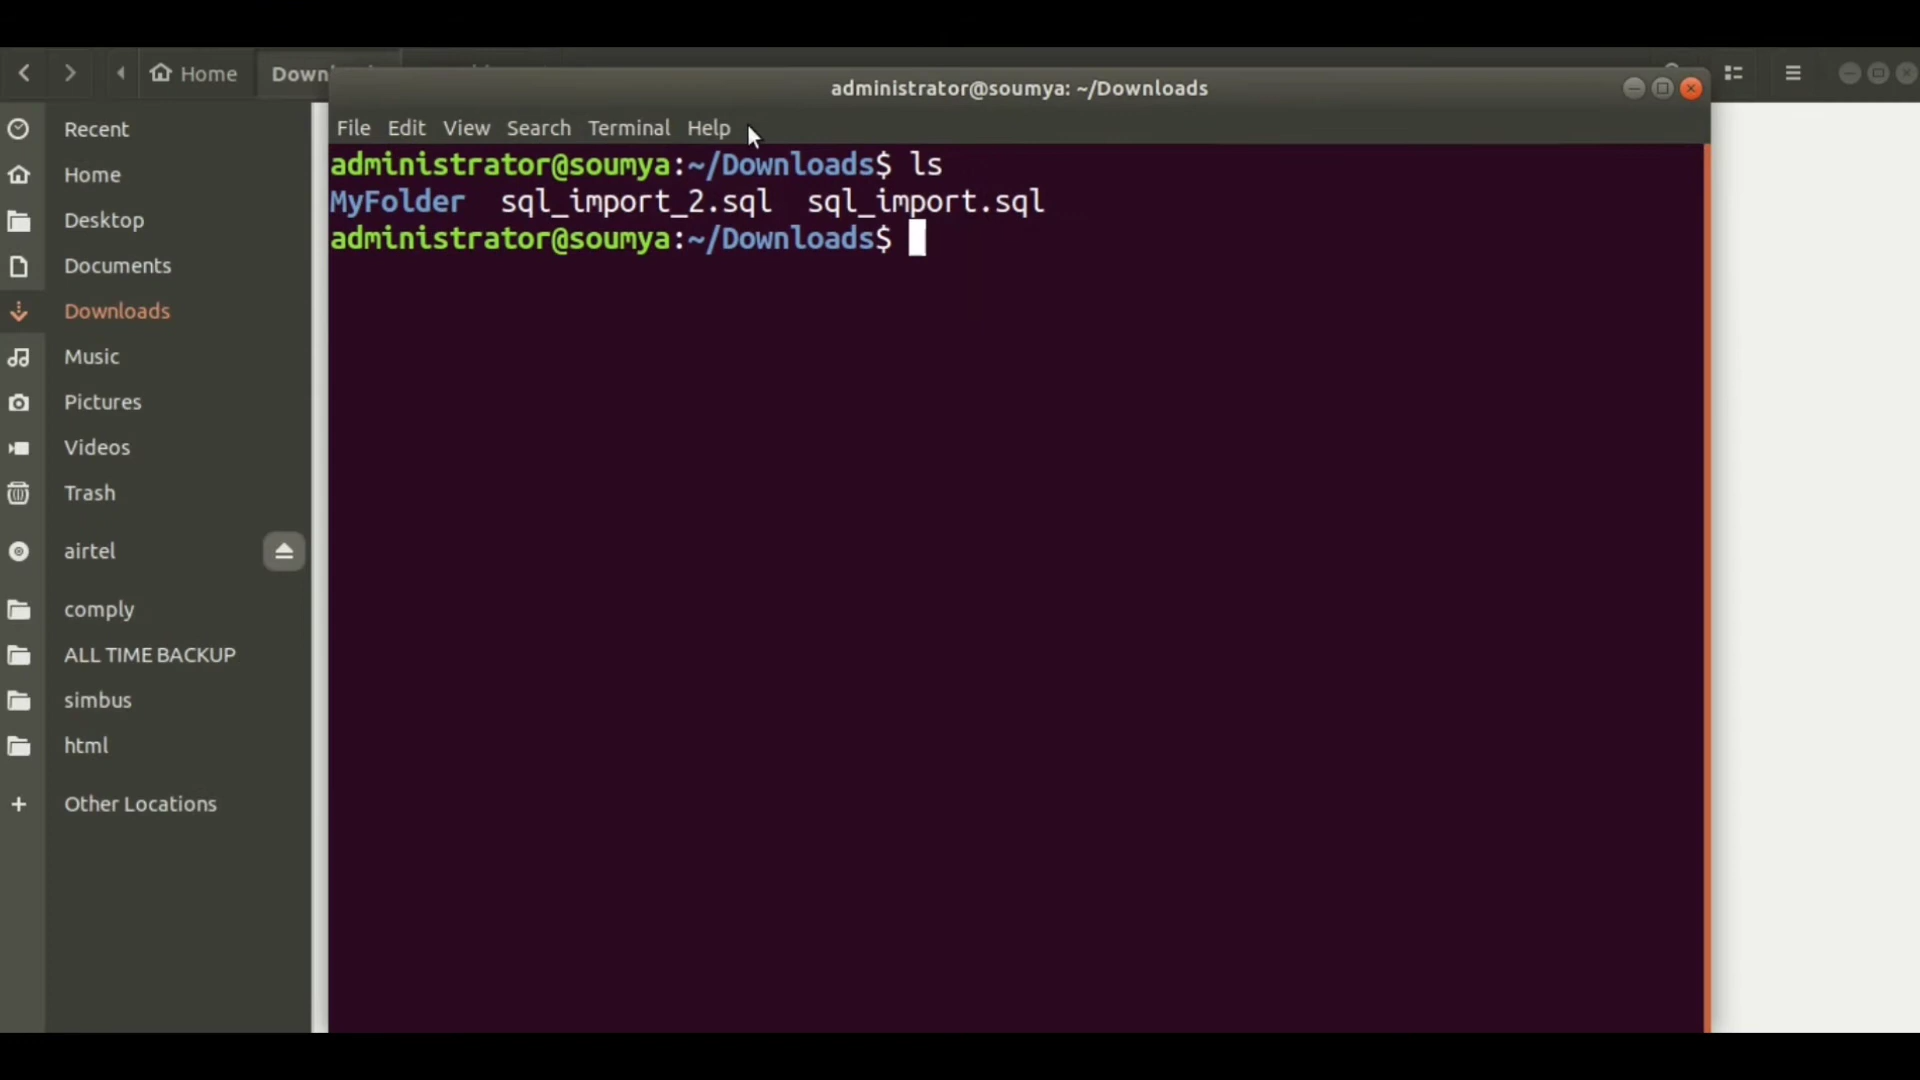 Home
administrator@soumya: ~/Downloads
File Edit View Search Terminal Help
administrator@soumya:~/Downloads$ ls
MyFolder sql_import_2.sql sql_import.sql
administrator@soumya:~/Downloads$
Recent
Home
Desktop
Documents
Downloads
Music
Pictures
Videos
Trash
airtel
comply
ALL TIME BACKUP
simbus
html
Other Locations